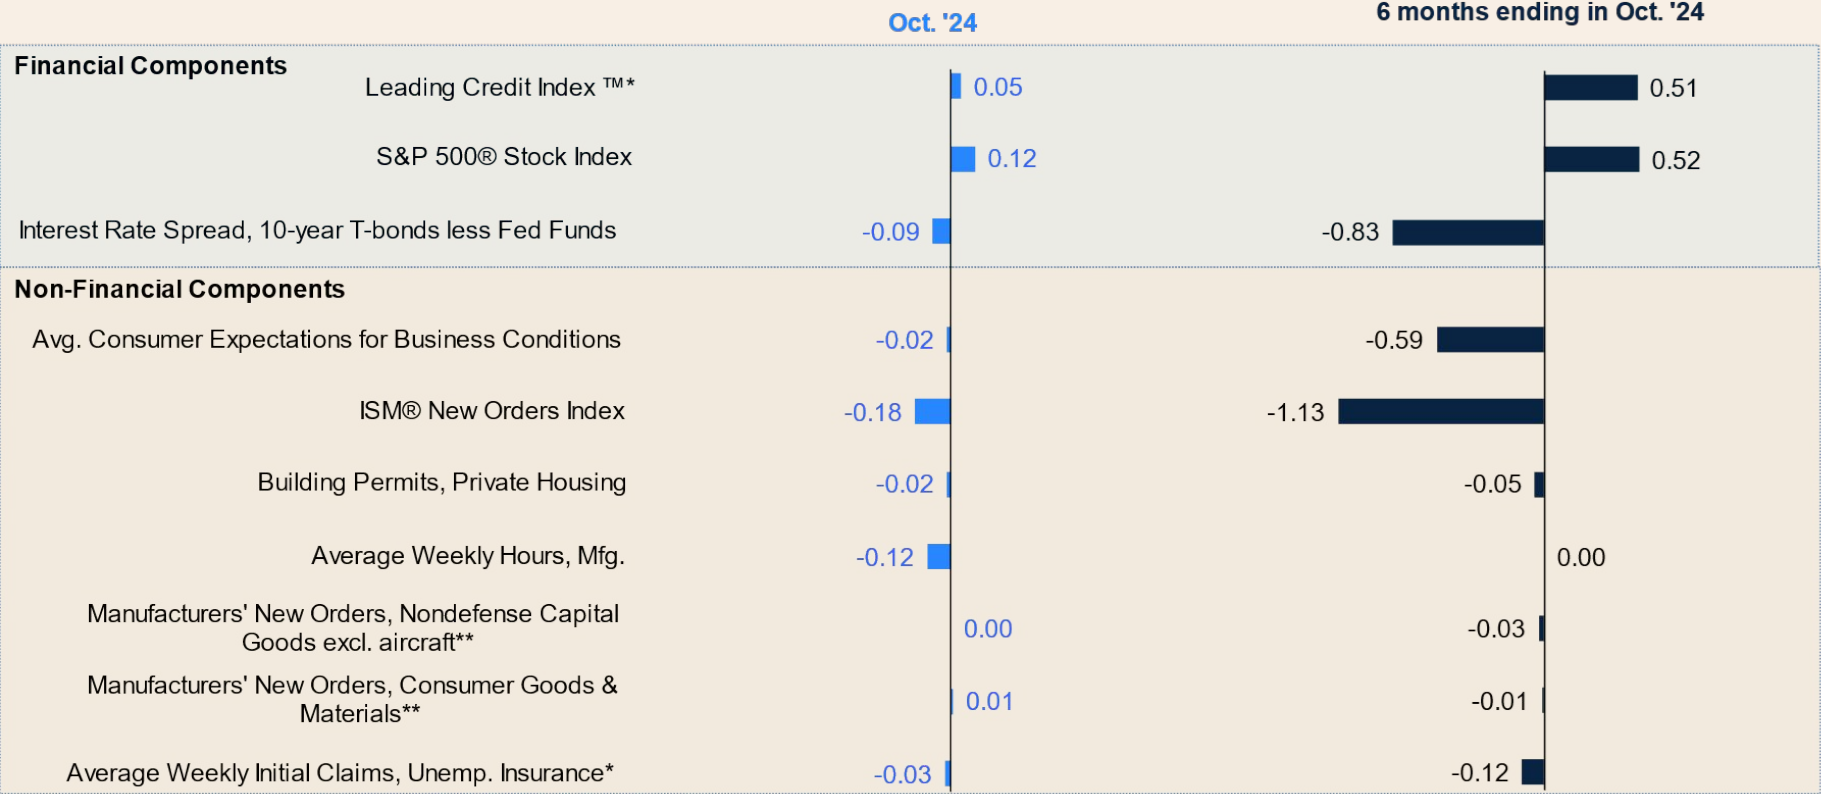 Oct. '24
6 months ending in Oct. '24
Financial Components
Leading Credit Index ™* 0.05 0.51
S&P 500® Stock Index 0.12 0.52
Interest Rate Spread, 10-year T-bonds less Fed Funds -0.09 -0.83
Non-Financial Components
Avg. Consumer Expectations for Business Conditions -0.02 -0.59
ISM® New Orders Index -0.18 -1.13
Building Permits, Private Housing -0.02 -0.05
Average Weekly Hours, Mfg. -0.12 0.00
Manufacturers' New Orders, Nondefense Capital
Goods excl. aircraft** 0.00 -0.03
Manufacturers' New Orders, Consumer Goods &
Materials** 0.01 -0.01
Average Weekly Initial Claims, Unemp. Insurance* -0.03 -0.12